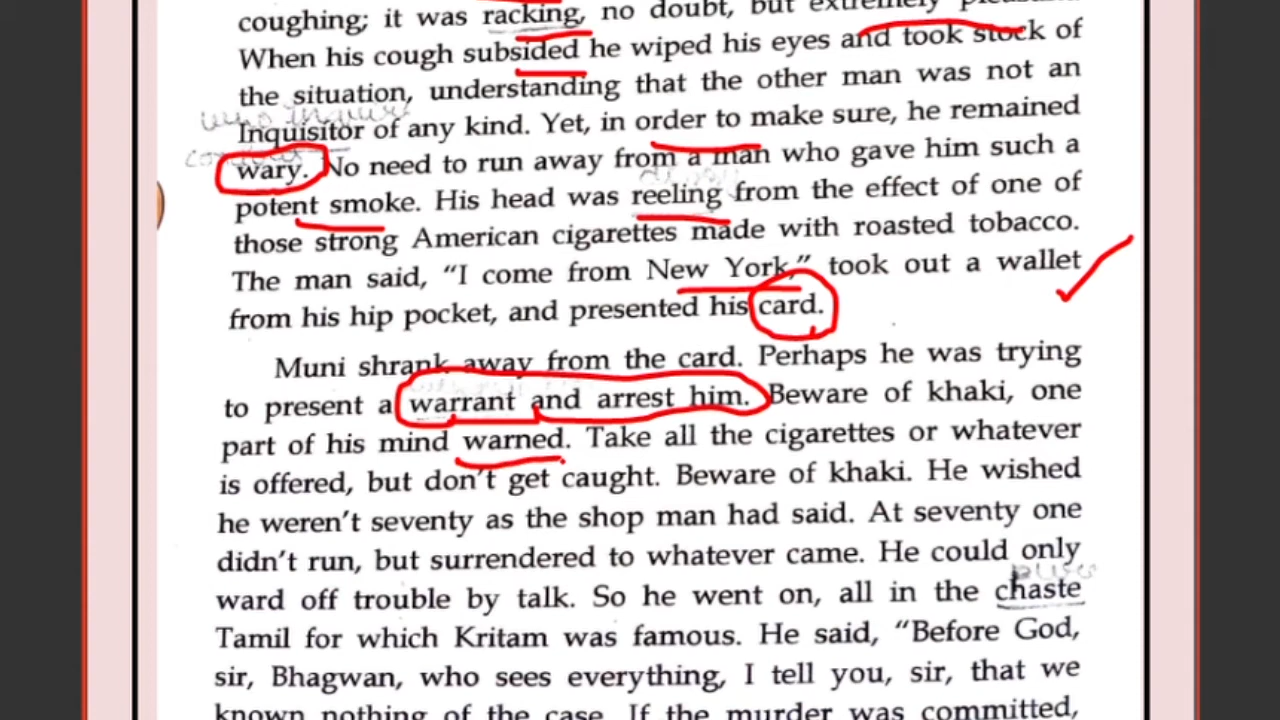 coughing; it was racking, no doubt, but extremely
When his cough subsided he wiped his eyes and took stock of
the situation, understanding that the other man was not an
who inquire
Inquisitor of any kind. Yet, in order to make sure, he remained
wary. No need to run away from a man who gave him such a
potent smoke. His head was reeling from the effect of one of
those strong American cigarettes made with roasted tobacco.
The man said, “I come from New York,” took out a wallet
from his hip pocket, and presented his card.
Muni shrank away from the card. Perhaps he was trying
to present a warrant and arrest him. Beware of khaki, one
part of his mind warned. Take all the cigarettes or whatever
is offered, but don’t get caught. Beware of khaki. He wished
he weren’t seventy as the shop man had said. At seventy one
didn’t run, but surrendered to whatever came. He could only
ward off trouble by talk. So he went on, all in the chaste
Tamil for which Kritam was famous. He said, “Before God,
sir, Bhagwan, who sees everything, I tell you, sir, that we
known nothing of the case. If the murder was committed,